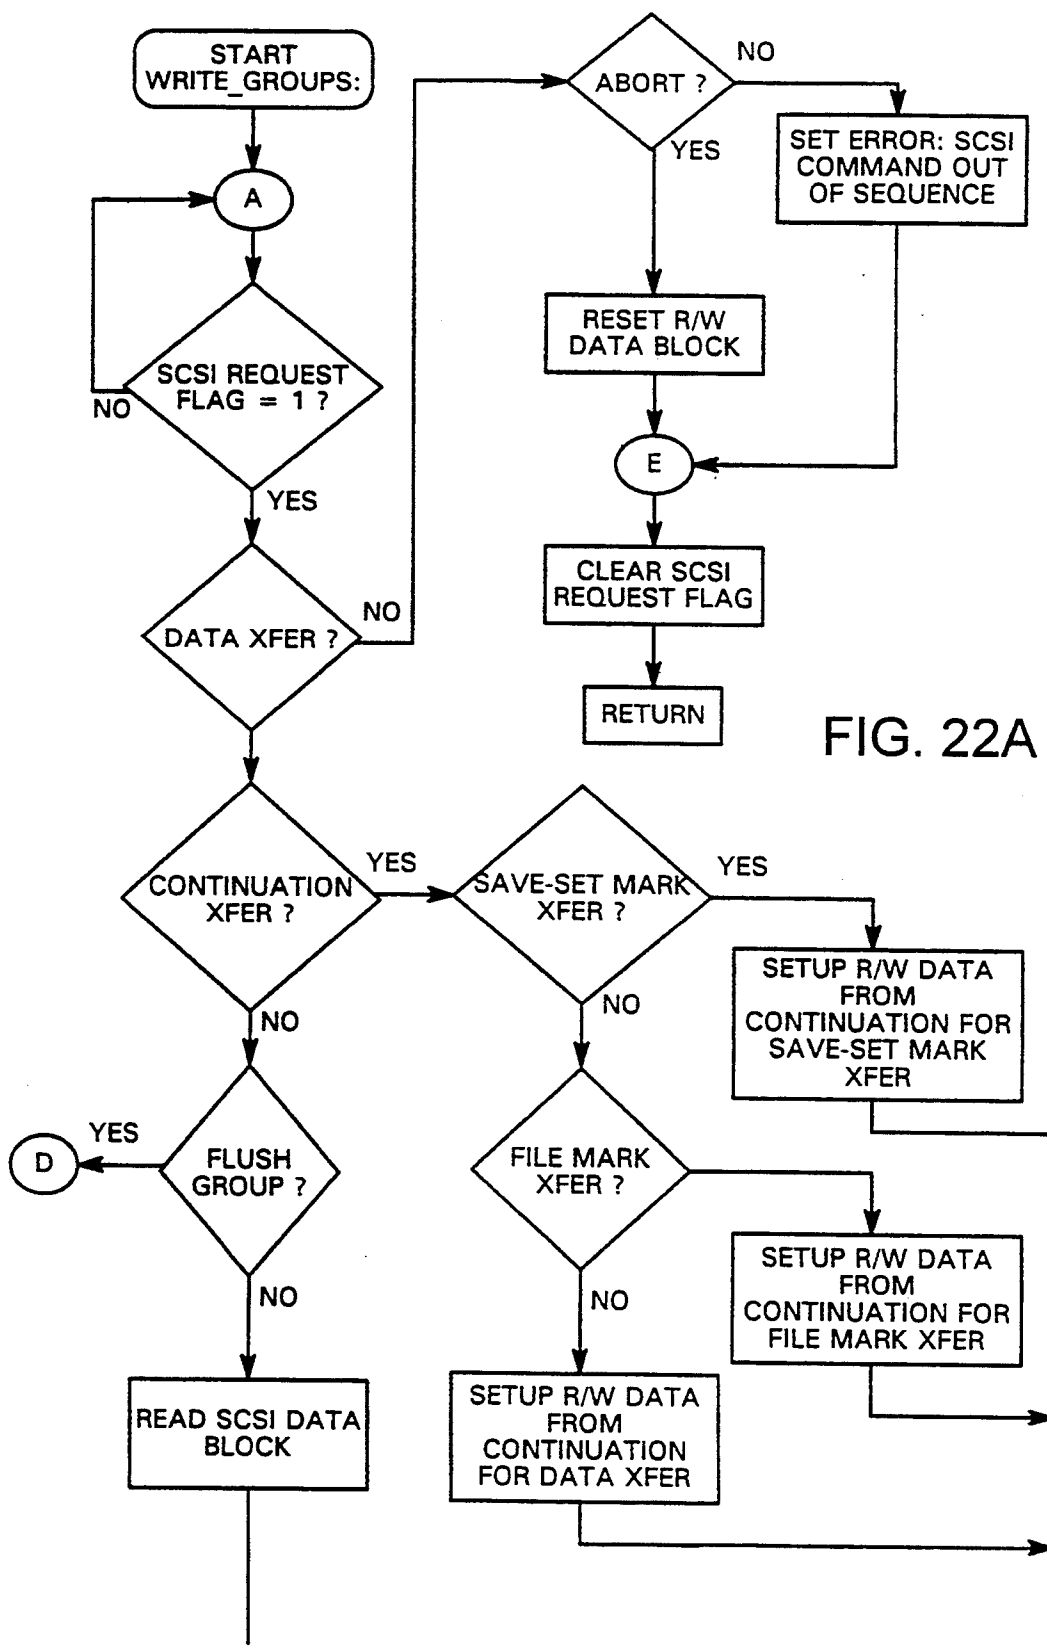 START
WRITE_GROUPS:
A
SCSI REQUEST
FLAG = 1 ?
NO
YES
DATA XFER ?
NO
ABORT ?
NO
YES
SET ERROR: SCSI
COMMAND OUT
OF SEQUENCE
RESET R/W
DATA BLOCK
E
CLEAR SCSI
REQUEST FLAG
RETURN
FIG. 22A
CONTINUATION
XFER ?
YES
NO
SAVE-SET MARK
XFER ?
YES
NO
SETUP R/W DATA
FROM
CONTINUATION FOR
SAVE-SET MARK
XFER
FLUSH
GROUP ?
YES
D
NO
FILE MARK
XFER ?
NO
SETUP R/W DATA
FROM
CONTINUATION FOR
FILE MARK XFER
READ SCSI DATA
BLOCK
SETUP R/W DATA
FROM
CONTINUATION
FOR DATA XFER